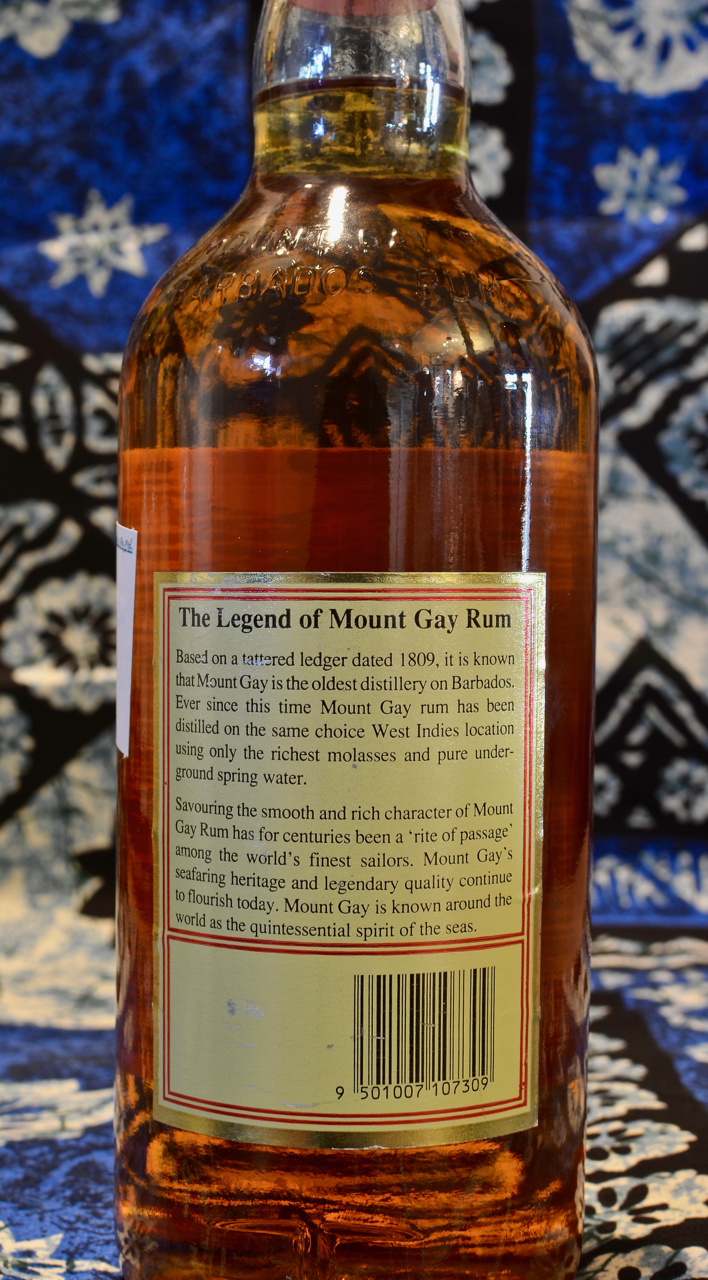 MOUNT GAY
BARBADOS RUM
The Legend of Mount Gay Rum
Based on a tattered ledger dated 1809, it is known
that Mount Gay is the oldest distillery on Barbados.
Ever since this time Mount Gay rum has been
distilled on the same choice West Indies location
using only the richest molasses and pure under-
ground spring water.
Savouring the smooth and rich character of Mount
Gay Rum has for centuries been a ‘rite of passage’
among the world’s finest sailors. Mount Gay’s
seafaring heritage and legendary quality continue
to flourish today. Mount Gay is known around the
world as the quintessential spirit of the seas.
9 501007 107309